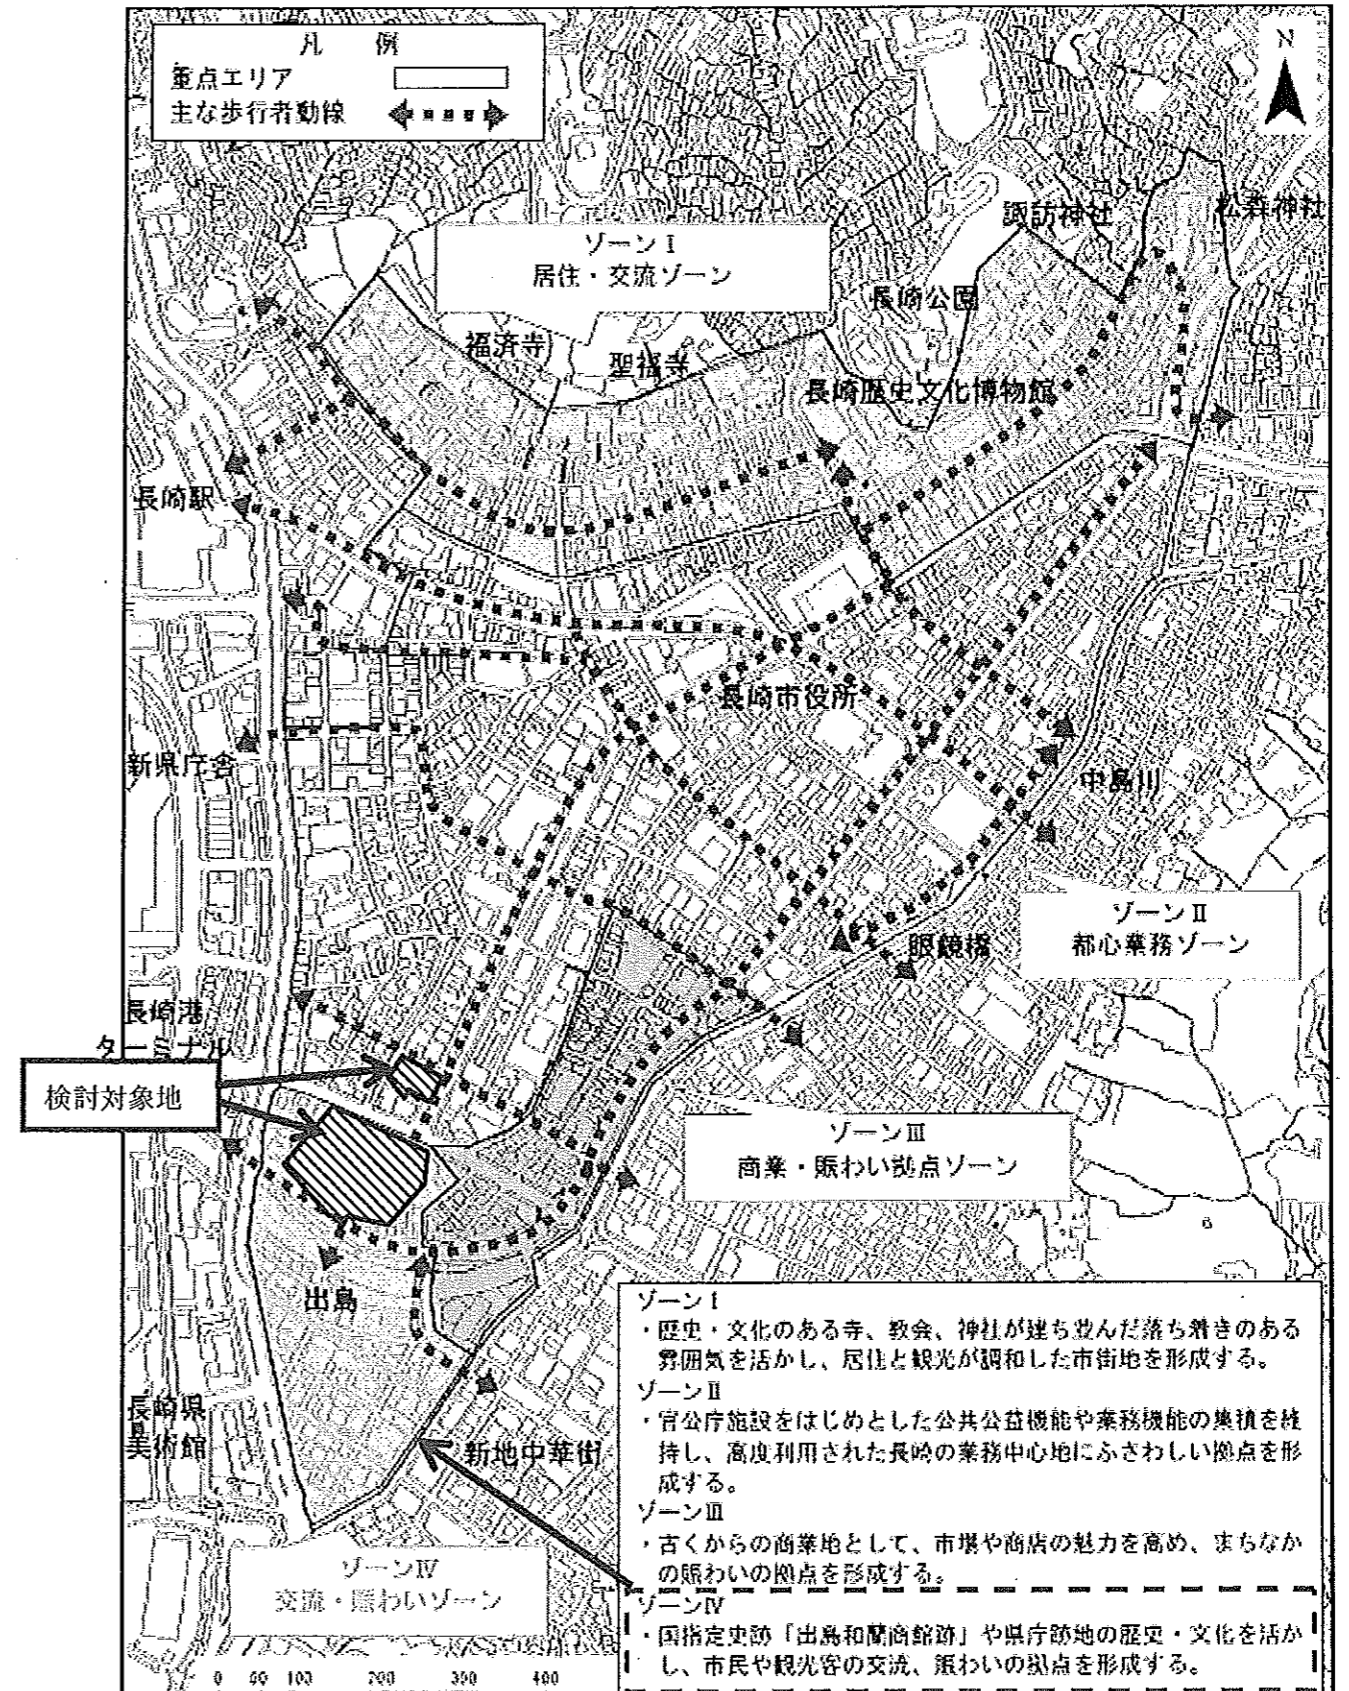 凡　例
重点エリア
主な歩行者動線
N
諏訪神社
松森神社
ゾーンⅠ
居住・交流ゾーン
長崎公園
福済寺
聖福寺
長崎歴史文化博物館
長崎駅
長崎市役所
新県庁舎
中島川
ゾーンⅡ
都心業務ゾーン
眼鏡橋
長崎港
ターミナル
検討対象地
ゾーンⅢ
商業・賑わい拠点ゾーン
出島
長崎県
美術館
新地中華街
ゾーンⅣ
交流・賑わいゾーン
ゾーンⅠ
・歴史・文化のある寺、教会、神社が建ち並んだ落ち着きのある
雰囲気を活かし、居住と観光が調和した市街地を形成する。
ゾーンⅡ
・官公庁施設をはじめとした公共公益機能や業務機能の集積を維
持し、高度利用された長崎の業務中心地にふさわしい拠点を形
成する。
ゾーンⅢ
・古くからの商業地として、市場や商店の魅力を高め、まちなか
の賑わいの拠点を形成する。
ゾーンⅣ
・国指定史跡「出島和蘭商館跡」や県庁跡地の歴史・文化を活か
し、市民や観光客の交流、賑わいの拠点を形成する。
0 50 100 200 300 400